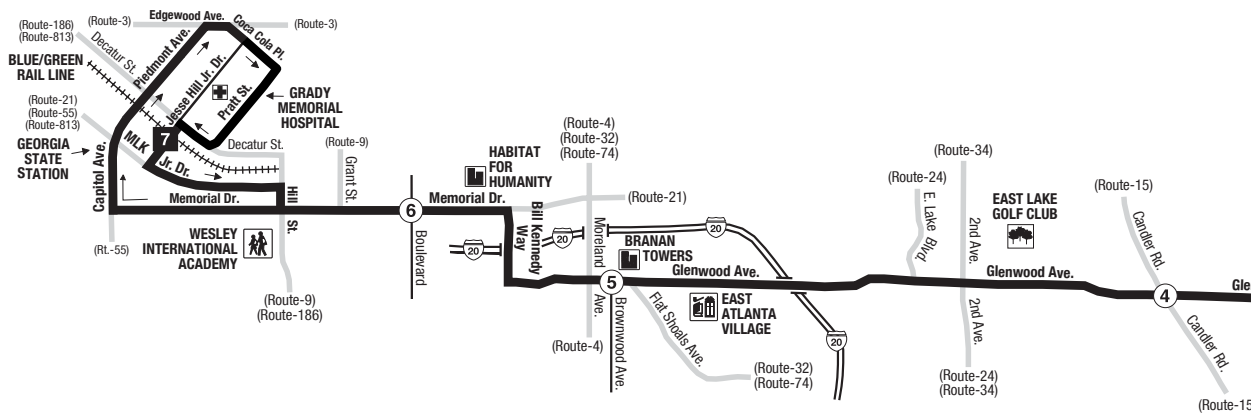 Edgewood Ave.
(Route-3)
(Route-3)
Coca Cola Pl.
(Route-186)
(Route-813)
Decatur St.
Piedmont Ave.
BLUE/GREEN
RAIL LINE
Jesse Hill Jr. Dr.
Pratt St.
GRADY
MEMORIAL
HOSPITAL
(Route-21)
(Route-55)
(Route-813)
7
MLK
Jr. Dr.
Decatur St.
GEORGIA
STATE
STATION
Capitol Ave.
Memorial Dr.
Hill
St.
(Route-9)
Grant St.
(Rt.-55)
WESLEY
INTERNATIONAL
ACADEMY
(Route-9)
(Route-186)
6
Boulevard
HABITAT
FOR
HUMANITY
Memorial Dr.
Bill Kennedy
Way
(Route-4)
(Route-32)
(Route-74)
(Route-21)
20
20
20
20
Moreland
Ave.
BRANAN
TOWERS
Glenwood Ave.
5
Brownwood Ave.
Flat Shoals Ave.
EAST
ATLANTA
VILLAGE
(Route-4)
(Route-32)
(Route-74)
(Route-24)
E. Lake Blvd.
(Route-34)
2nd Ave.
2nd Ave.
(Route-24)
(Route-34)
EAST LAKE
GOLF CLUB
Glenwood Ave.
(Route-15)
Candler Rd.
4
Gle
Candler Rd.
(Route-15